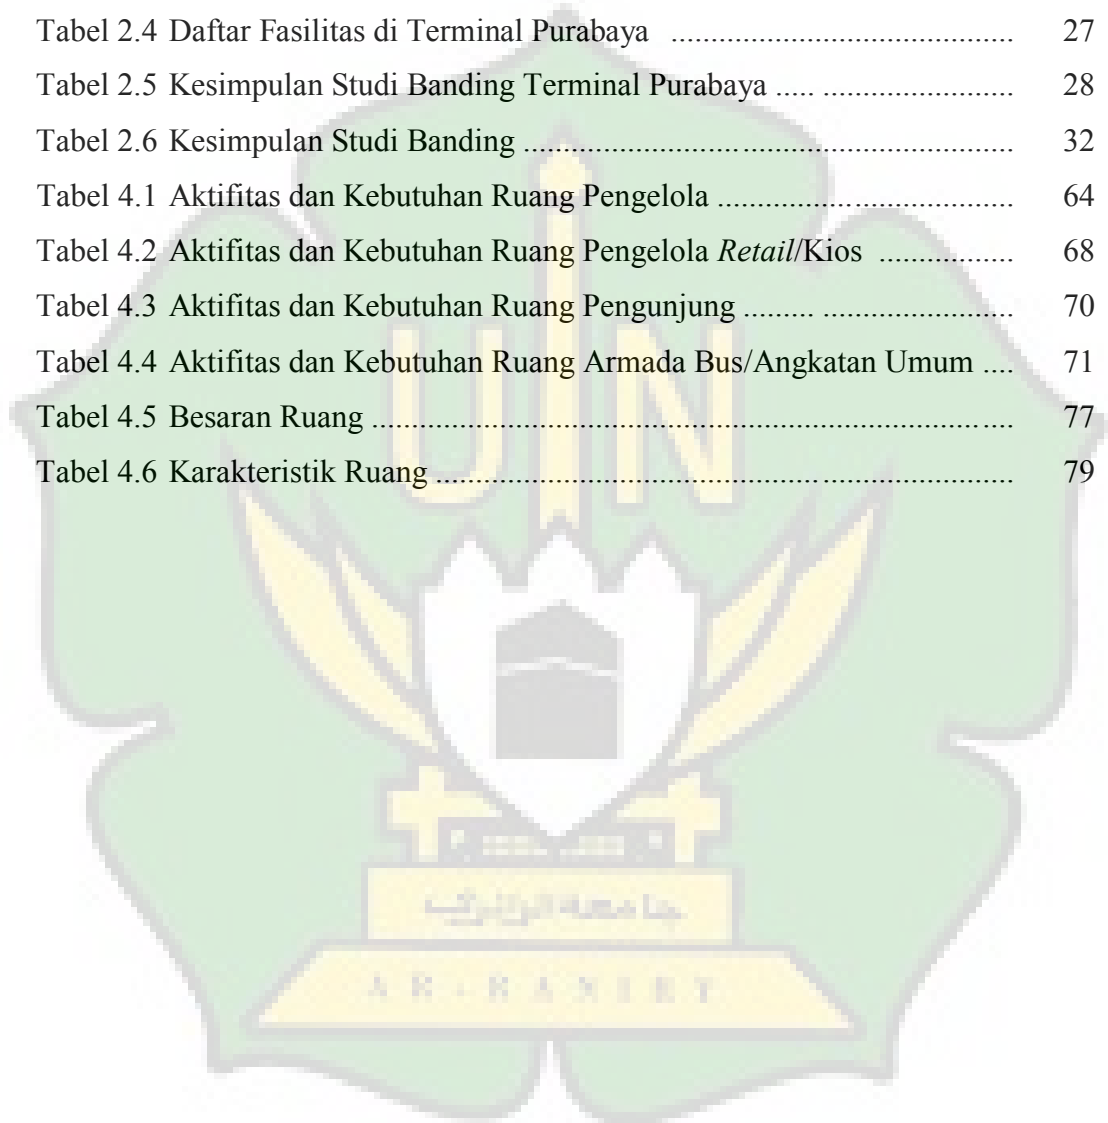 Tabel 2.4 Daftar Fasilitas di Terminal Purabaya ........................................... 27
Tabel 2.5 Kesimpulan Studi Banding Terminal Purabaya ..... ........................ 28
Tabel 2.6 Kesimpulan Studi Banding .............................................................. 32
Tabel 4.1 Aktifitas dan Kebutuhan Ruang Pengelola ..................................... 64
Tabel 4.2 Aktifitas dan Kebutuhan Ruang Pengelola Retail/Kios ................. 68
Tabel 4.3 Aktifitas dan Kebutuhan Ruang Pengunjung ......... ........................ 70
Tabel 4.4 Aktifitas dan Kebutuhan Ruang Armada Bus/Angkatan Umum .... 71
Tabel 4.5 Besaran Ruang ................................................................................. 77
Tabel 4.6 Karakteristik Ruang ......................................................................... 79
UIN
جامعة الرانيري
AR-RANIRY